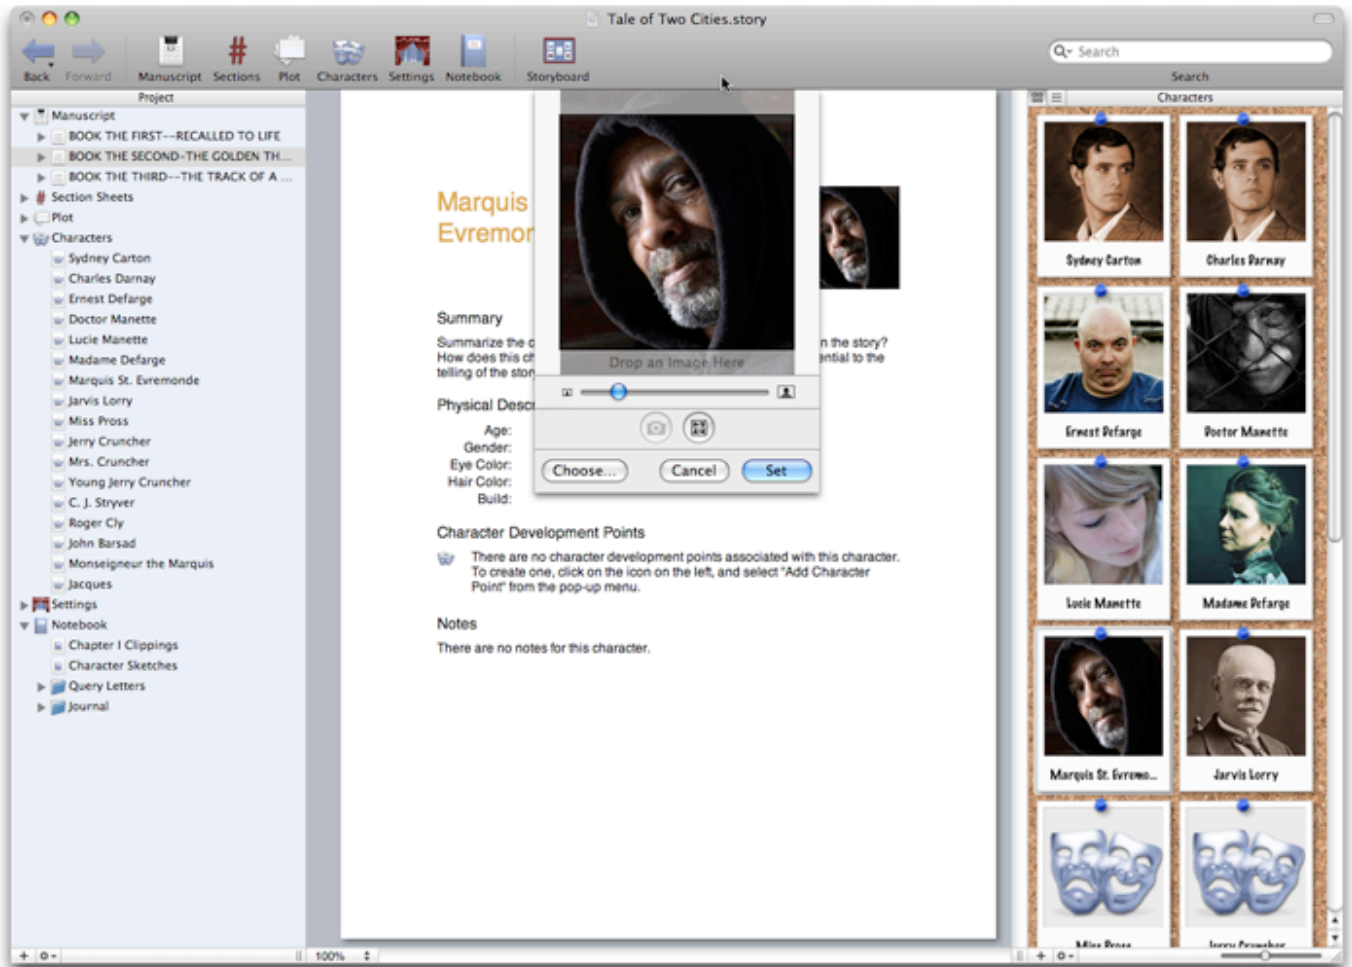 Tale of Two Cities.story
Back Forward Manuscript Sections Plot Characters Settings Notebook Storyboard
Search
Search
Project
Manuscript
BOOK THE FIRST--RECALLED TO LIFE
BOOK THE SECOND-THE GOLDEN TH...
BOOK THE THIRD--THE TRACK OF A ...
Section Sheets
Plot
Characters
Sydney Carton
Charles Darnay
Ernest Defarge
Doctor Manette
Lucie Manette
Madame Defarge
Marquis St. Evremonde
Jarvis Lorry
Miss Pross
Jerry Cruncher
Mrs. Cruncher
Young Jerry Cruncher
C. J. Stryver
Roger Cly
John Barsad
Monseigneur the Marquis
Jacques
Settings
Notebook
Chapter I Clippings
Character Sketches
Query Letters
Journal
Marquis
Evremor
Summary
Summarize the c n the story?
How does this ch ential to the
telling of the stor
Physical Descr
Age:
Gender:
Eye Color:
Hair Color:
Build:
Character Development Points
There are no character development points associated with this character.
To create one, click on the icon on the left, and select "Add Character
Point" from the pop-up menu.
Notes
There are no notes for this character.
Drop an Image Here
Choose... Cancel Set
100%
Characters
Sydney Carton Charles Darnay
Ernest Defarge Doctor Manette
Lucie Manette Madame Defarge
Marquis St. Evremo... Jarvis Lorry
Miss Pross Jerry Cruncher